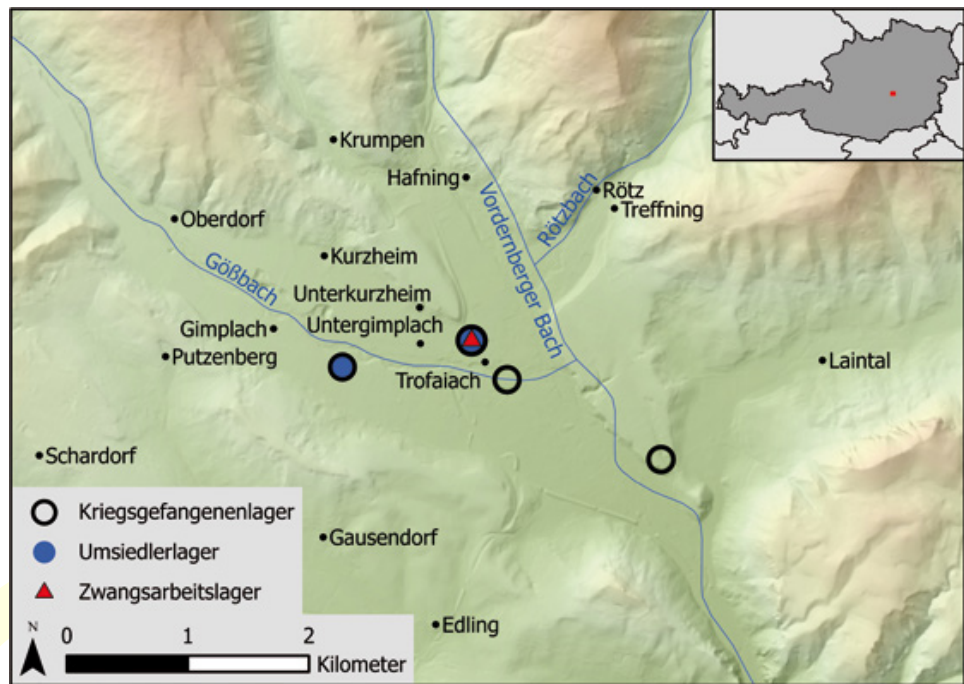 Krumpen
Hafning
Rötz
Treffning
Rötzbach
Vordernberger Bach
Oberdorf
Gößbach
Kurzheim
Unterkurzheim
Gimplach
Untergimplach
Putzenberg
Trofaiach
Laintal
Schardorf
Gausendorf
Edling
Kriegsgefangenenlager
Umsiedlerlager
Zwangsarbeitslager
N
0 1 2
Kilometer